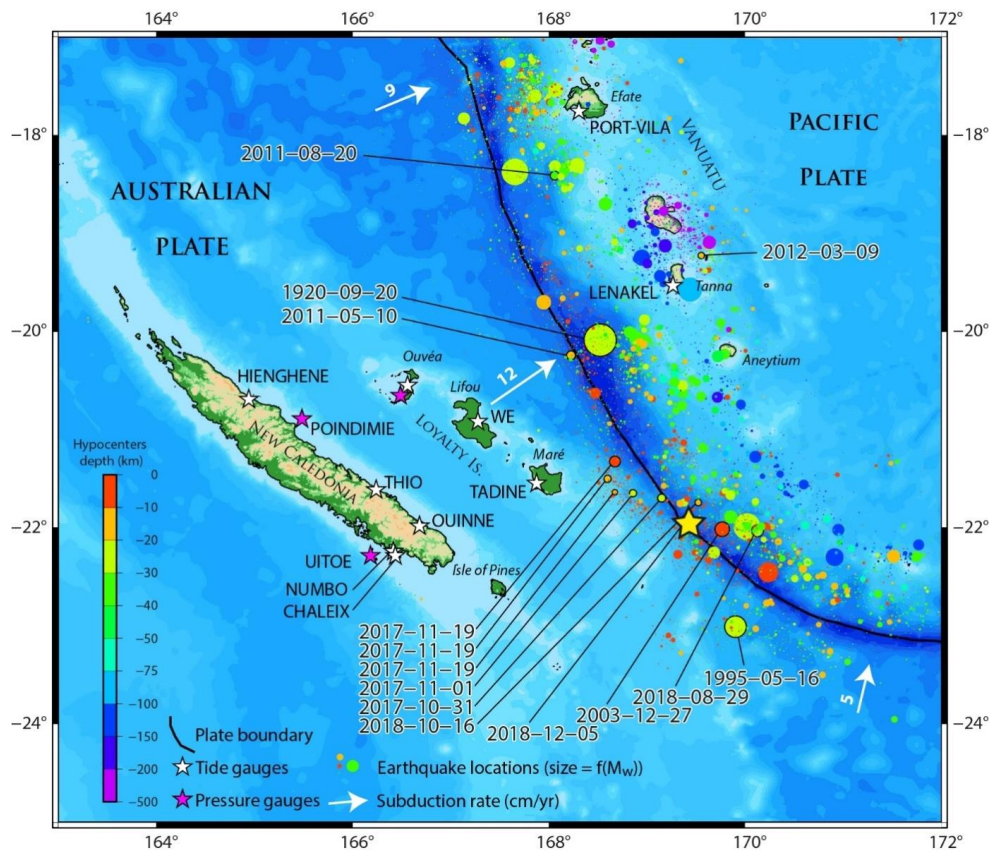 164°
166°
168°
170°
172°
−18°
−20°
−22°
−24°
−18°
−20°
−22°
−24°
164°
166°
168°
170°
172°
9
Efate
PORT-VILA
VANUATU
PACIFIC
PLATE
2011−08−20
AUSTRALIAN
PLATE
2012−03−09
LENAKEL
Tanna
1920−09−20
2011−05−10
Aneytium
Ouvéa
HIENGHENE
12
Lifou
WE
POINDIMIE
LOYALTY IS.
NEW CALEDONIA
Maré
TADINE
THIO
OUINNE
UITOE
NUMBO
CHALEIX
Isle of Pines
2017−11−19
2017−11−19
2017−11−19
2017−11−01
2017−10−31
2018−10−16
2018−12−05
2003−12−27
2018−08−29
1995−05−16
5
Hypocenters
depth (km)
0
−10
−20
−30
−40
−50
−75
−100
−150
−200
−500
Plate boundary
Tide gauges
Pressure gauges
Earthquake locations (size = f(Mw))
Subduction rate (cm/yr)